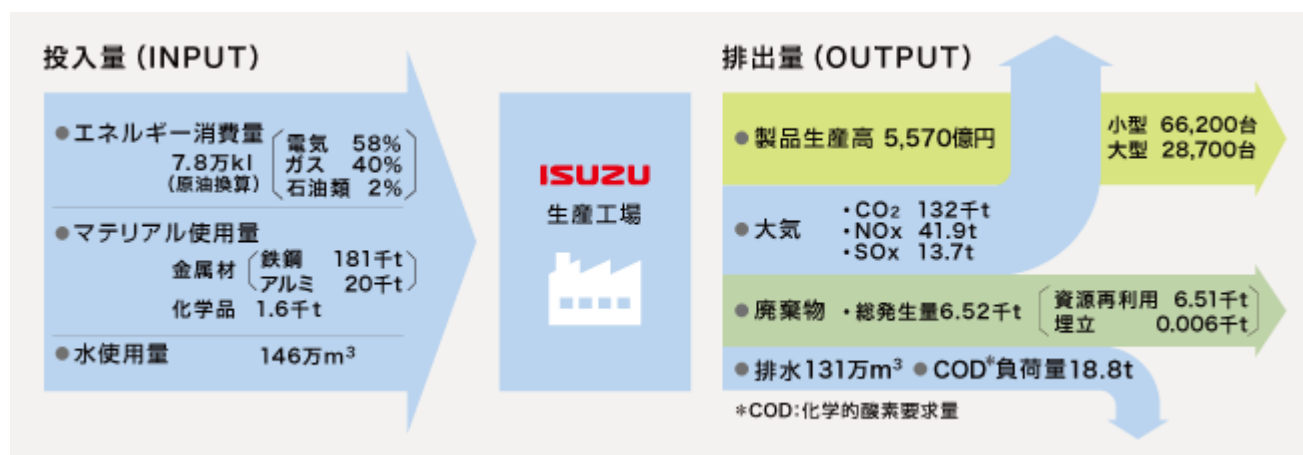 投入量（INPUT）
●エネルギー消費量
7.8万kl
（原油換算）
電気 58%
ガス 40%
石油類 2%
●マテリアル使用量
金属材
鉄鋼 181千t
アルミ 20千t
化学品 1.6千t
●水使用量 146万m³
ISUZU
生産工場
排出量（OUTPUT）
●製品生産高 5,570億円
小型 66,200台
大型 28,700台
●大気
・CO₂ 132千t
・NOx 41.9t
・SOx 13.7t
●廃棄物 ・総発生量6.52千t
資源再利用 6.51千t
埋立 0.006千t
●排水131万m³ ●COD*負荷量18.8t
*COD：化学的酸素要求量